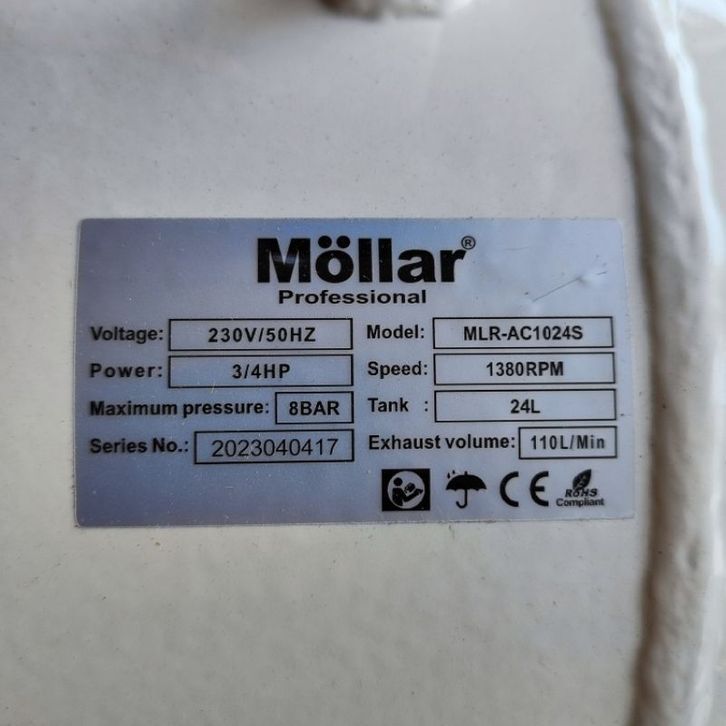 Möllar®
Professional
Voltage: 230V/50HZ Model: MLR-AC1024S
Power: 3/4HP Speed: 1380RPM
Maximum pressure: 8BAR Tank : 24L
Series No.: 2023040417 Exhaust volume: 110L/Min
CE RoHS
Compliant